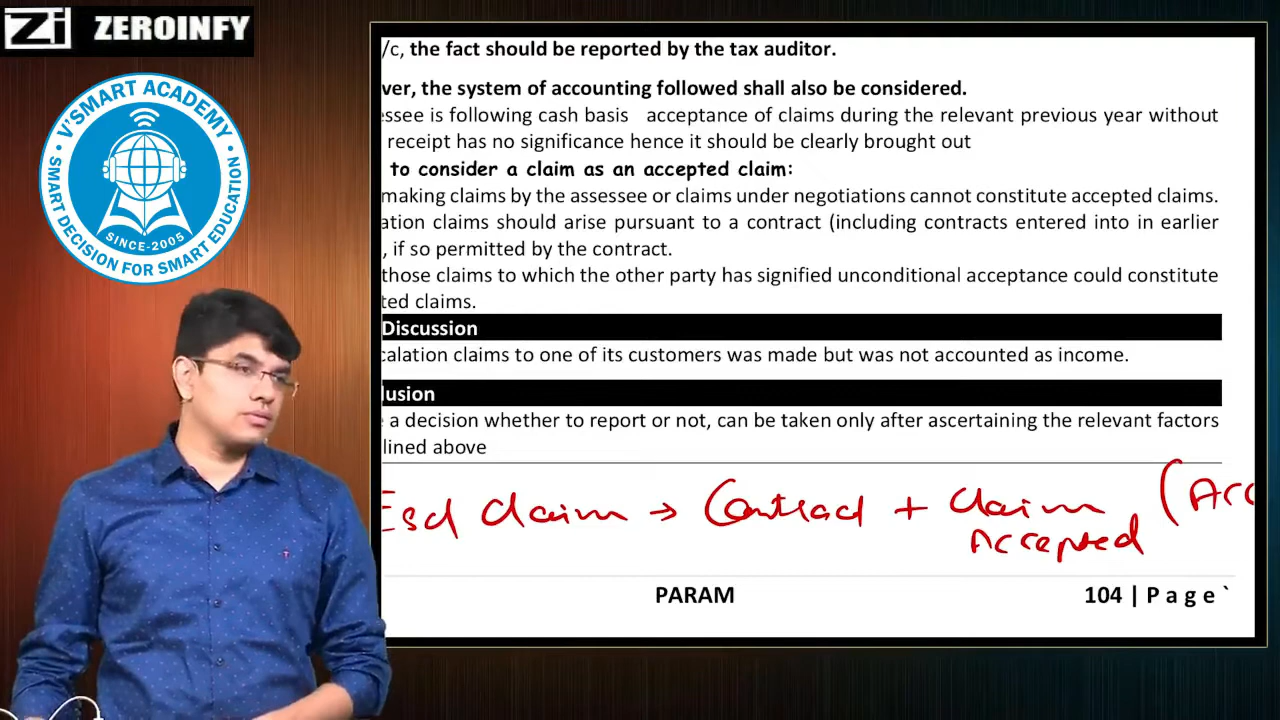 Zi ZEROINFY
V'SMART ACADEMY
SMART DECISION FOR SMART EDUCATION
SINCE-2005
/c, the fact should be reported by the tax auditor.
ver, the system of accounting followed shall also be considered.
essee is following cash basis acceptance of claims during the relevant previous year without
receipt has no significance hence it should be clearly brought out
to consider a claim as an accepted claim:
making claims by the assessee or claims under negotiations cannot constitute accepted claims.
ation claims should arise pursuant to a contract (including contracts entered into in earlier
, if so permitted by the contract.
those claims to which the other party has signified unconditional acceptance could constitute
ted claims.
Discussion
calation claims to one of its customers was made but was not accounted as income.
lusion
e a decision whether to report or not, can be taken only after ascertaining the relevant factors
lined above
Esd Claim → Contract + Claim (Acc
Accepted
PARAM 104 | P a g e `